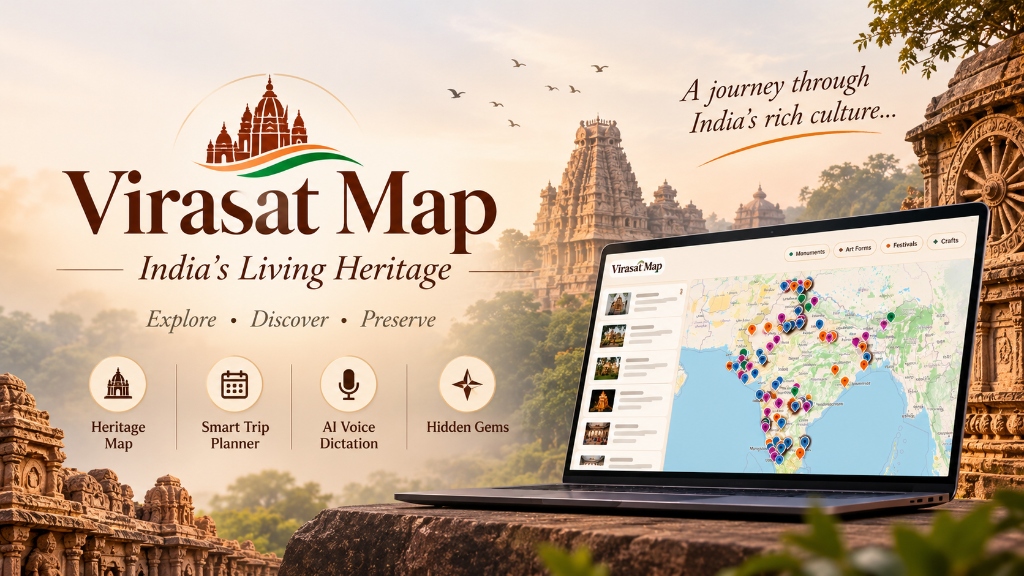 Virasat Map
India's Living Heritage
Explore • Discover • Preserve
Heritage
Map
Smart Trip
Planner
AI Voice
Dictation
Hidden Gems
A journey through
India's rich culture...
Virasat Map
Monuments
Art Forms
Festivals
Crafts